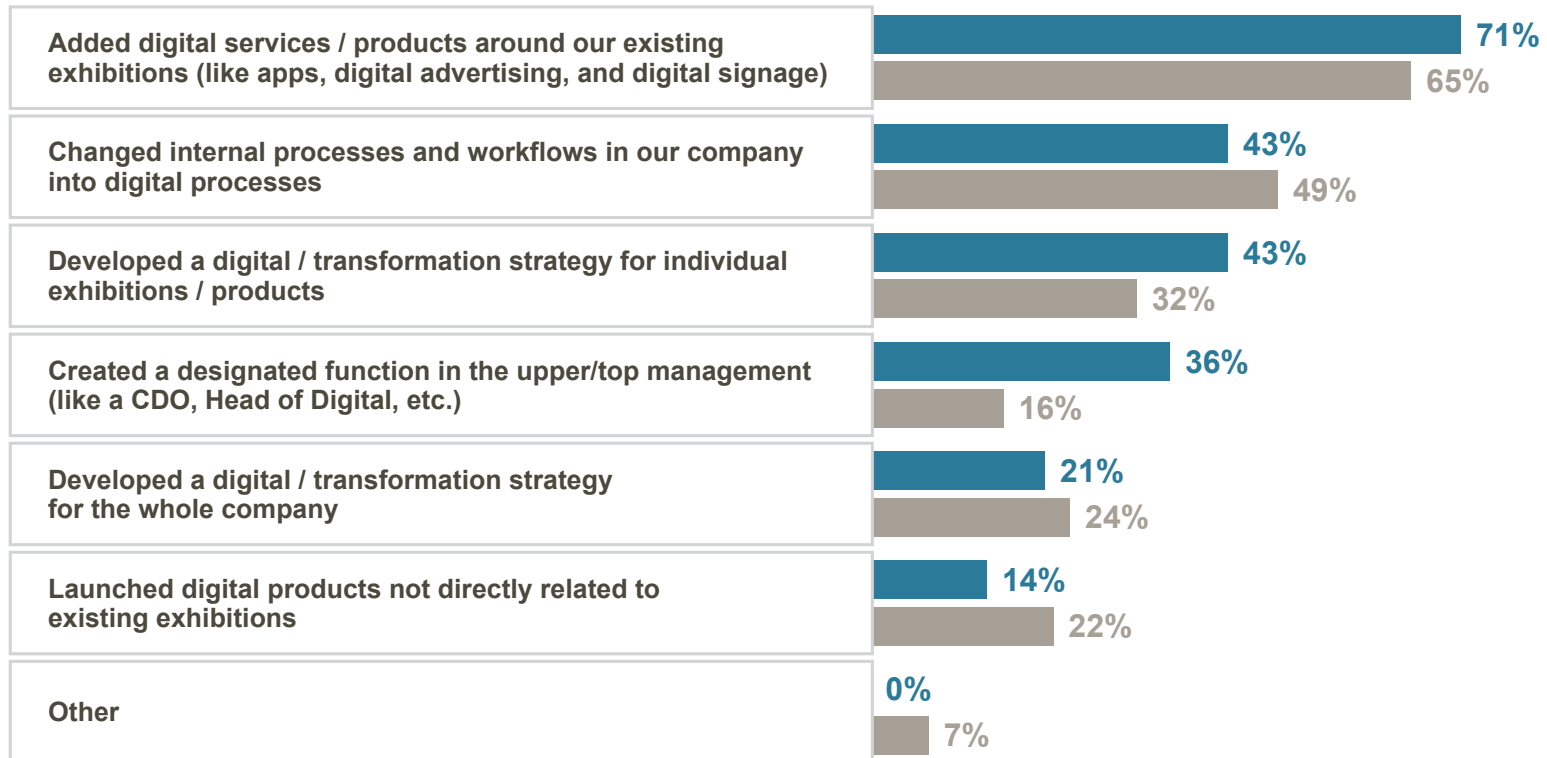 Added digital services / products around our existing
exhibitions (like apps, digital advertising, and digital signage)
71%
65%
Changed internal processes and workflows in our company
into digital processes
43%
49%
Developed a digital / transformation strategy for individual
exhibitions / products
43%
32%
Created a designated function in the upper/top management
(like a CDO, Head of Digital, etc.)
36%
16%
Developed a digital / transformation strategy
for the whole company
21%
24%
Launched digital products not directly related to
existing exhibitions
14%
22%
Other
0%
7%